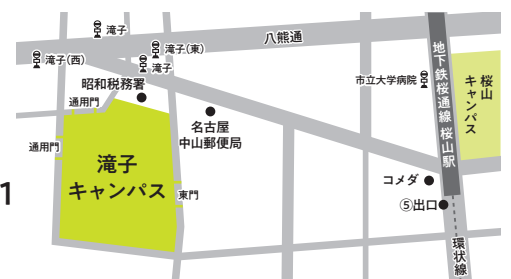 滝子
八熊通
滝子(東)
滝子(西)
滝子
昭和税務署
通用門
通用門
名古屋
中山郵便局
市立大学病院
地下鉄桜通線 桜山駅
桜山
キャンパス
滝子
キャンパス
東門
1
コメダ
⑤出口
環状線